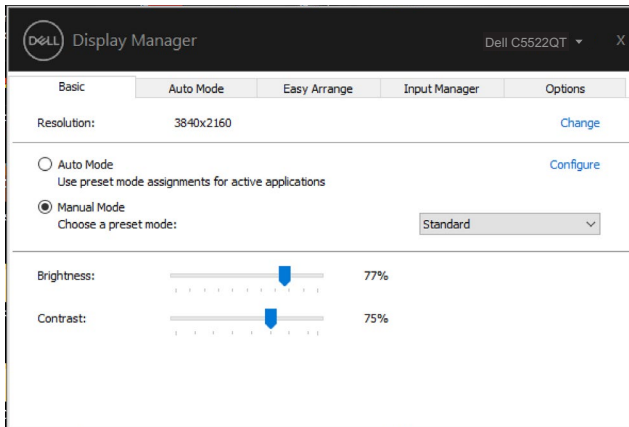 DELL Display Manager Dell C5522QT X
Basic Auto Mode Easy Arrange Input Manager Options
Resolution: 3840x2160 Change
Auto Mode Configure
Use preset mode assignments for active applications
Manual Mode
Choose a preset mode: Standard
Brightness: 77%
Contrast: 75%